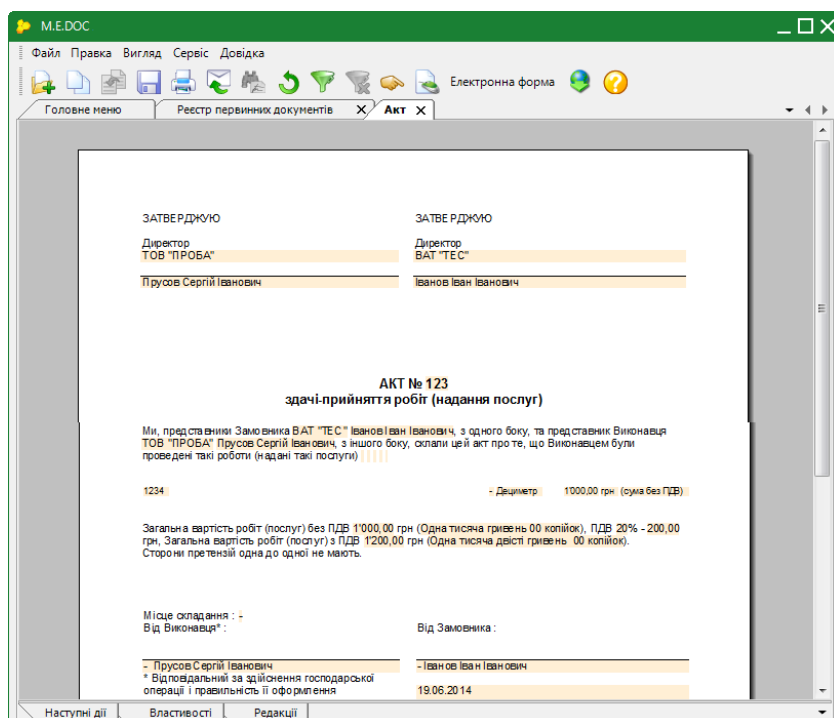 M.E.DOC
Файл Правка Вигляд Сервіс Довідка
Електронна форма
Головне меню Реєстр первинних документів X Акт X
ЗАТВЕРДЖУЮ ЗАТВЕРДЖУЮ
Директор Директор
ТОВ "ПРОБА" ВАТ "ТЕС"
Прусов Сергій Іванович Іванов Іван Іванович
АКТ № 123
здачі-прийняття робіт (надання послуг)
Ми, представники Замовника ВАТ "ТЕС" Іванов Іван Іванович, з одного боку, та представник Виконавця
ТОВ "ПРОБА" Прусов Сергій Іванович, з іншого боку, склали цей акт про те, що Виконавцем були
проведені такі роботи (надані такі послуги)
1234 - Дециметр 1'000,00 грн (сума без ПДВ)
Загальна вартість робіт (послуг) без ПДВ 1'000,00 грн (Одна тисяча гривень 00 копійок), ПДВ 20% - 200,00
грн, Загальна вартість робіт (послуг) з ПДВ 1'200,00 грн (Одна тисяча двісті гривень 00 копійок).
Сторони претензій одна до одної не мають.
Місце складання : -
Від Виконавця* : Від Замовника :
- Прусов Сергій Іванович - Іванов Іван Іванович
* Відповідальний за здійснення господарської
операції і правильність її оформлення 19.06.2014
Наступні дії Властивості Редакції